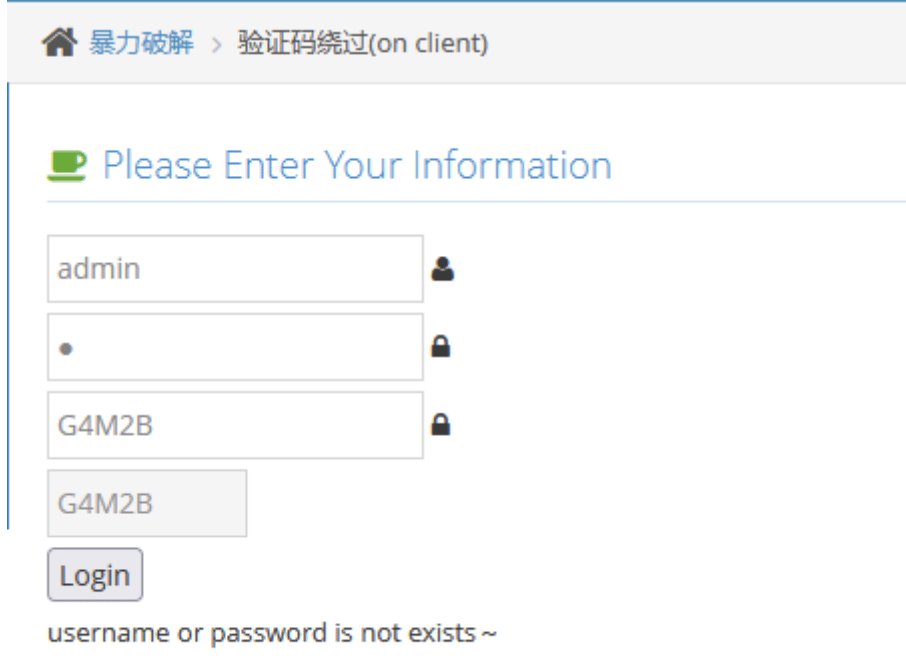 暴力破解 > 验证码绕过(on client)
Please Enter Your Information
admin
●
G4M2B
G4M2B
Login
username or password is not exists～